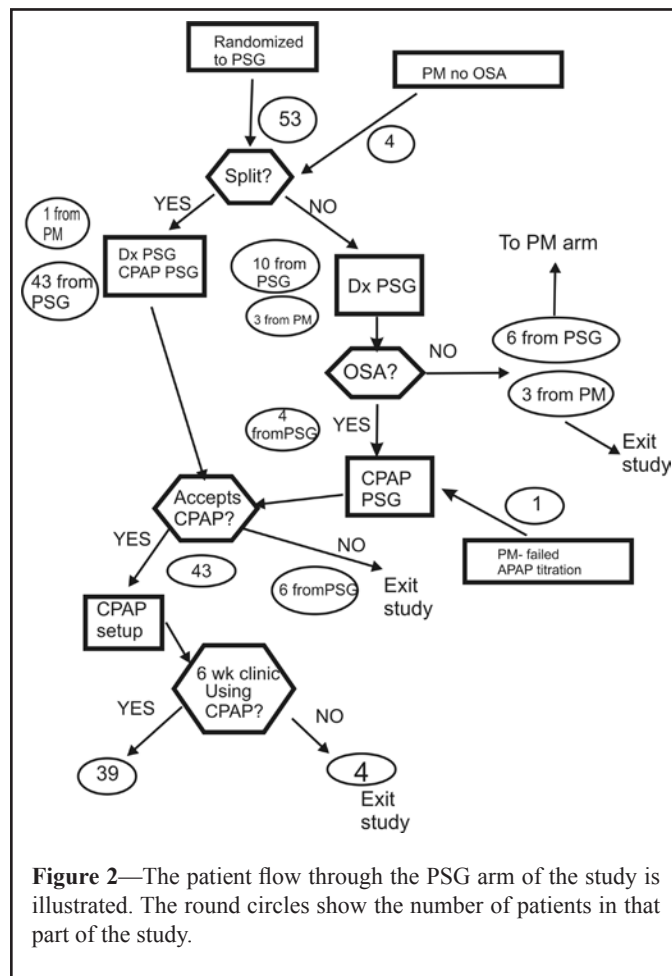 Randomized
to PSG
PM no OSA
53
4
Split?
YES
NO
1 from
PM
43 from
PSG
Dx PSG
CPAP PSG
10 from
PSG
3 from PM
Dx PSG
To PM arm
OSA?
NO
6 from PSG
3 from PM
Exit
study
4
fromPSG
YES
CPAP
PSG
1
PM- failed
APAP titration
Accepts
CPAP?
YES
43
NO
6 fromPSG
Exit
study
CPAP
setup
6 wk clinic
Using
CPAP?
YES
NO
39
4
Exit
study
Figure 2—The patient flow through the PSG arm of the study is
illustrated. The round circles show the number of patients in that
part of the study.